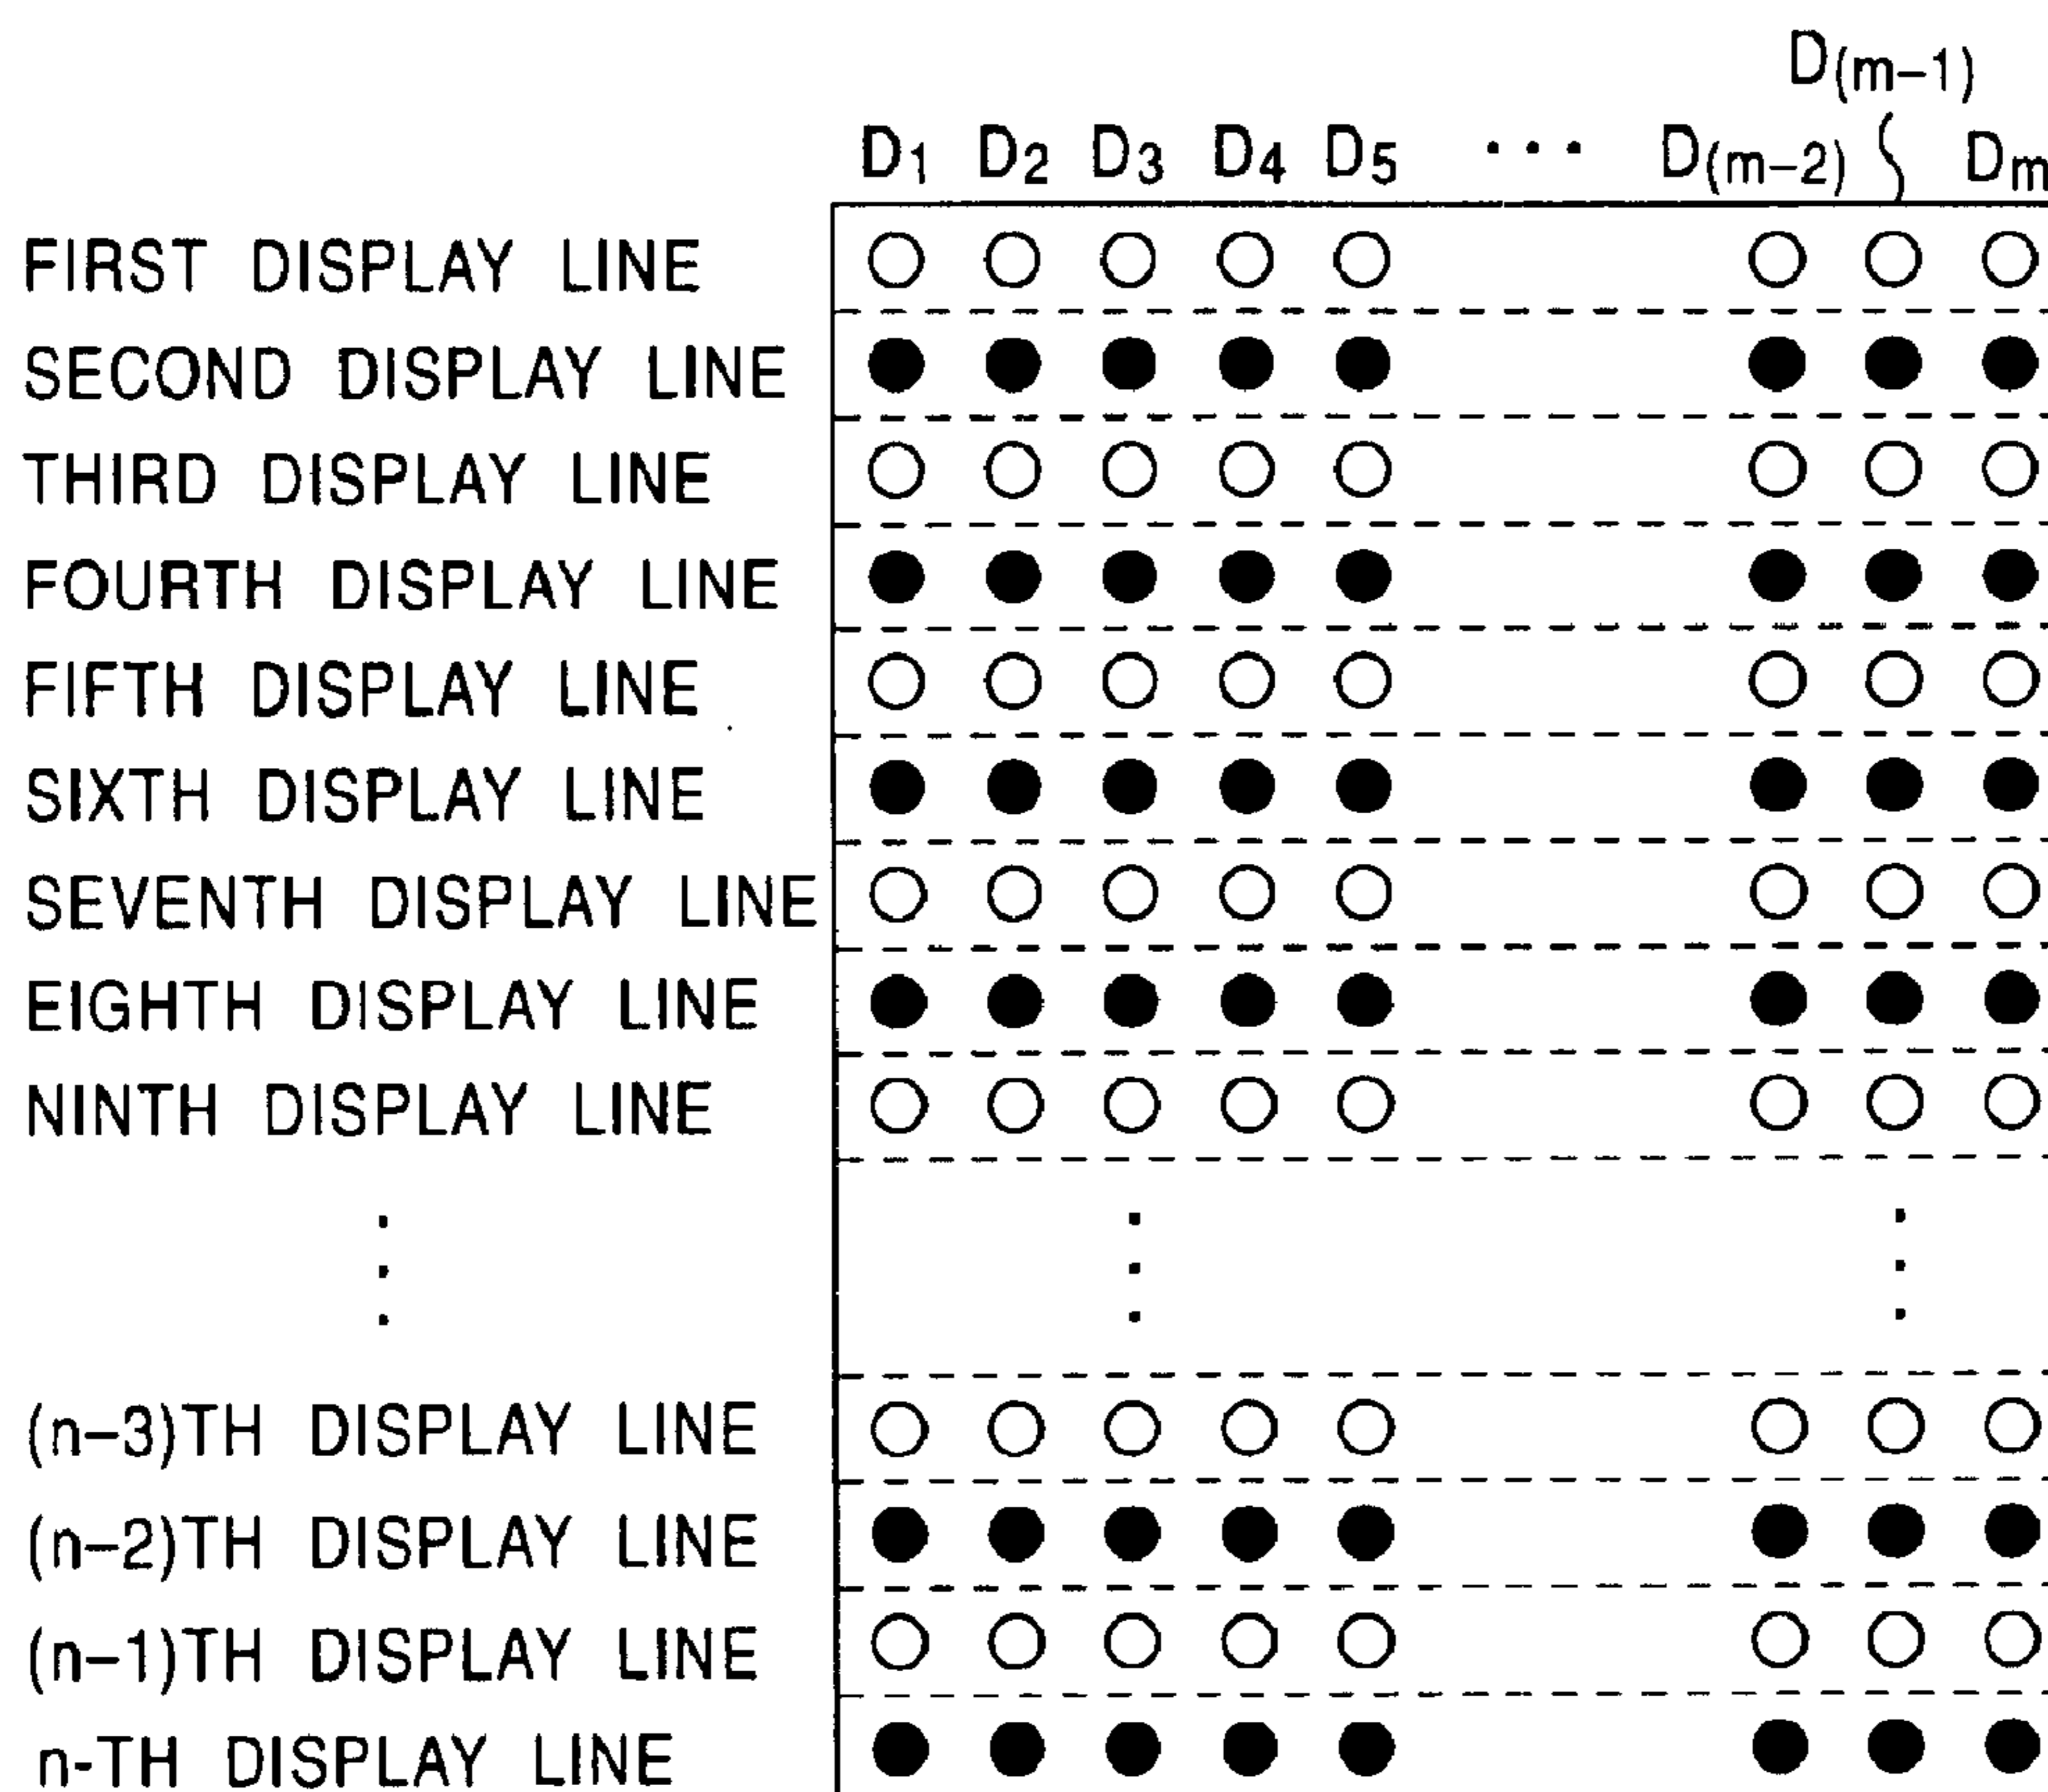 D(m-1)
D1 D2 D3 D4 D5 ... D(m-2) Dm
FIRST DISPLAY LINE
SECOND DISPLAY LINE
THIRD DISPLAY LINE
FOURTH DISPLAY LINE
FIFTH DISPLAY LINE
SIXTH DISPLAY LINE
SEVENTH DISPLAY LINE
EIGHTH DISPLAY LINE
NINTH DISPLAY LINE
(n-3)TH DISPLAY LINE
(n-2)TH DISPLAY LINE
(n-1)TH DISPLAY LINE
n-TH DISPLAY LINE